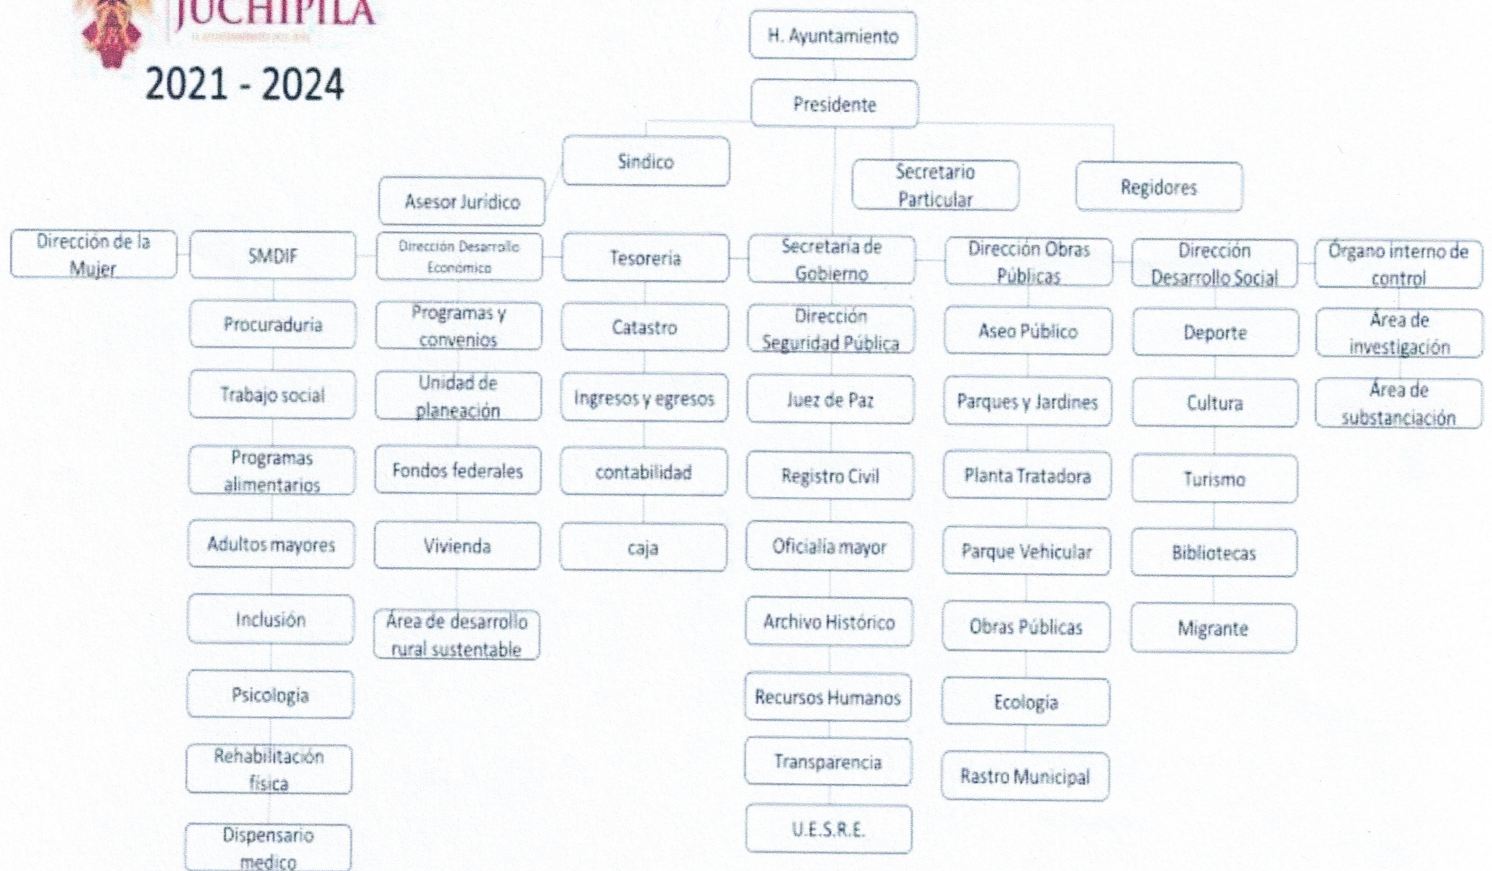 JUCHIPILA
2021 - 2024
H. Ayuntamiento
Presidente
Sindico
Secretario
Particular
Regidores
Asesor Jurídico
Dirección de la
Mujer
SMDIF
Dirección Desarrollo
Económico
Tesoreria
Secretaría de
Gobierno
Dirección Obras
Públicas
Dirección
Desarrollo Social
Órgano interno de
control
Procuraduría
Trabajo social
Programas
alimentarios
Adultos mayores
Inclusión
Psicología
Rehabilitación
física
Dispensario
medico
Programas y
convenios
Unidad de
planeación
Fondos federales
Vivienda
Área de desarrollo
rural sustentable
Catastro
Ingresos y egresos
contabilidad
caja
Dirección
Seguridad Pública
Juez de Paz
Registro Civil
Oficialía mayor
Archivo Histórico
Recursos Humanos
Transparencia
U.E.S.R.E.
Aseo Público
Parques y Jardines
Planta Tratadora
Parque Vehicular
Obras Públicas
Ecología
Rastro Municipal
Deporte
Cultura
Turismo
Bibliotecas
Migrante
Área de
investigación
Área de
substanciación